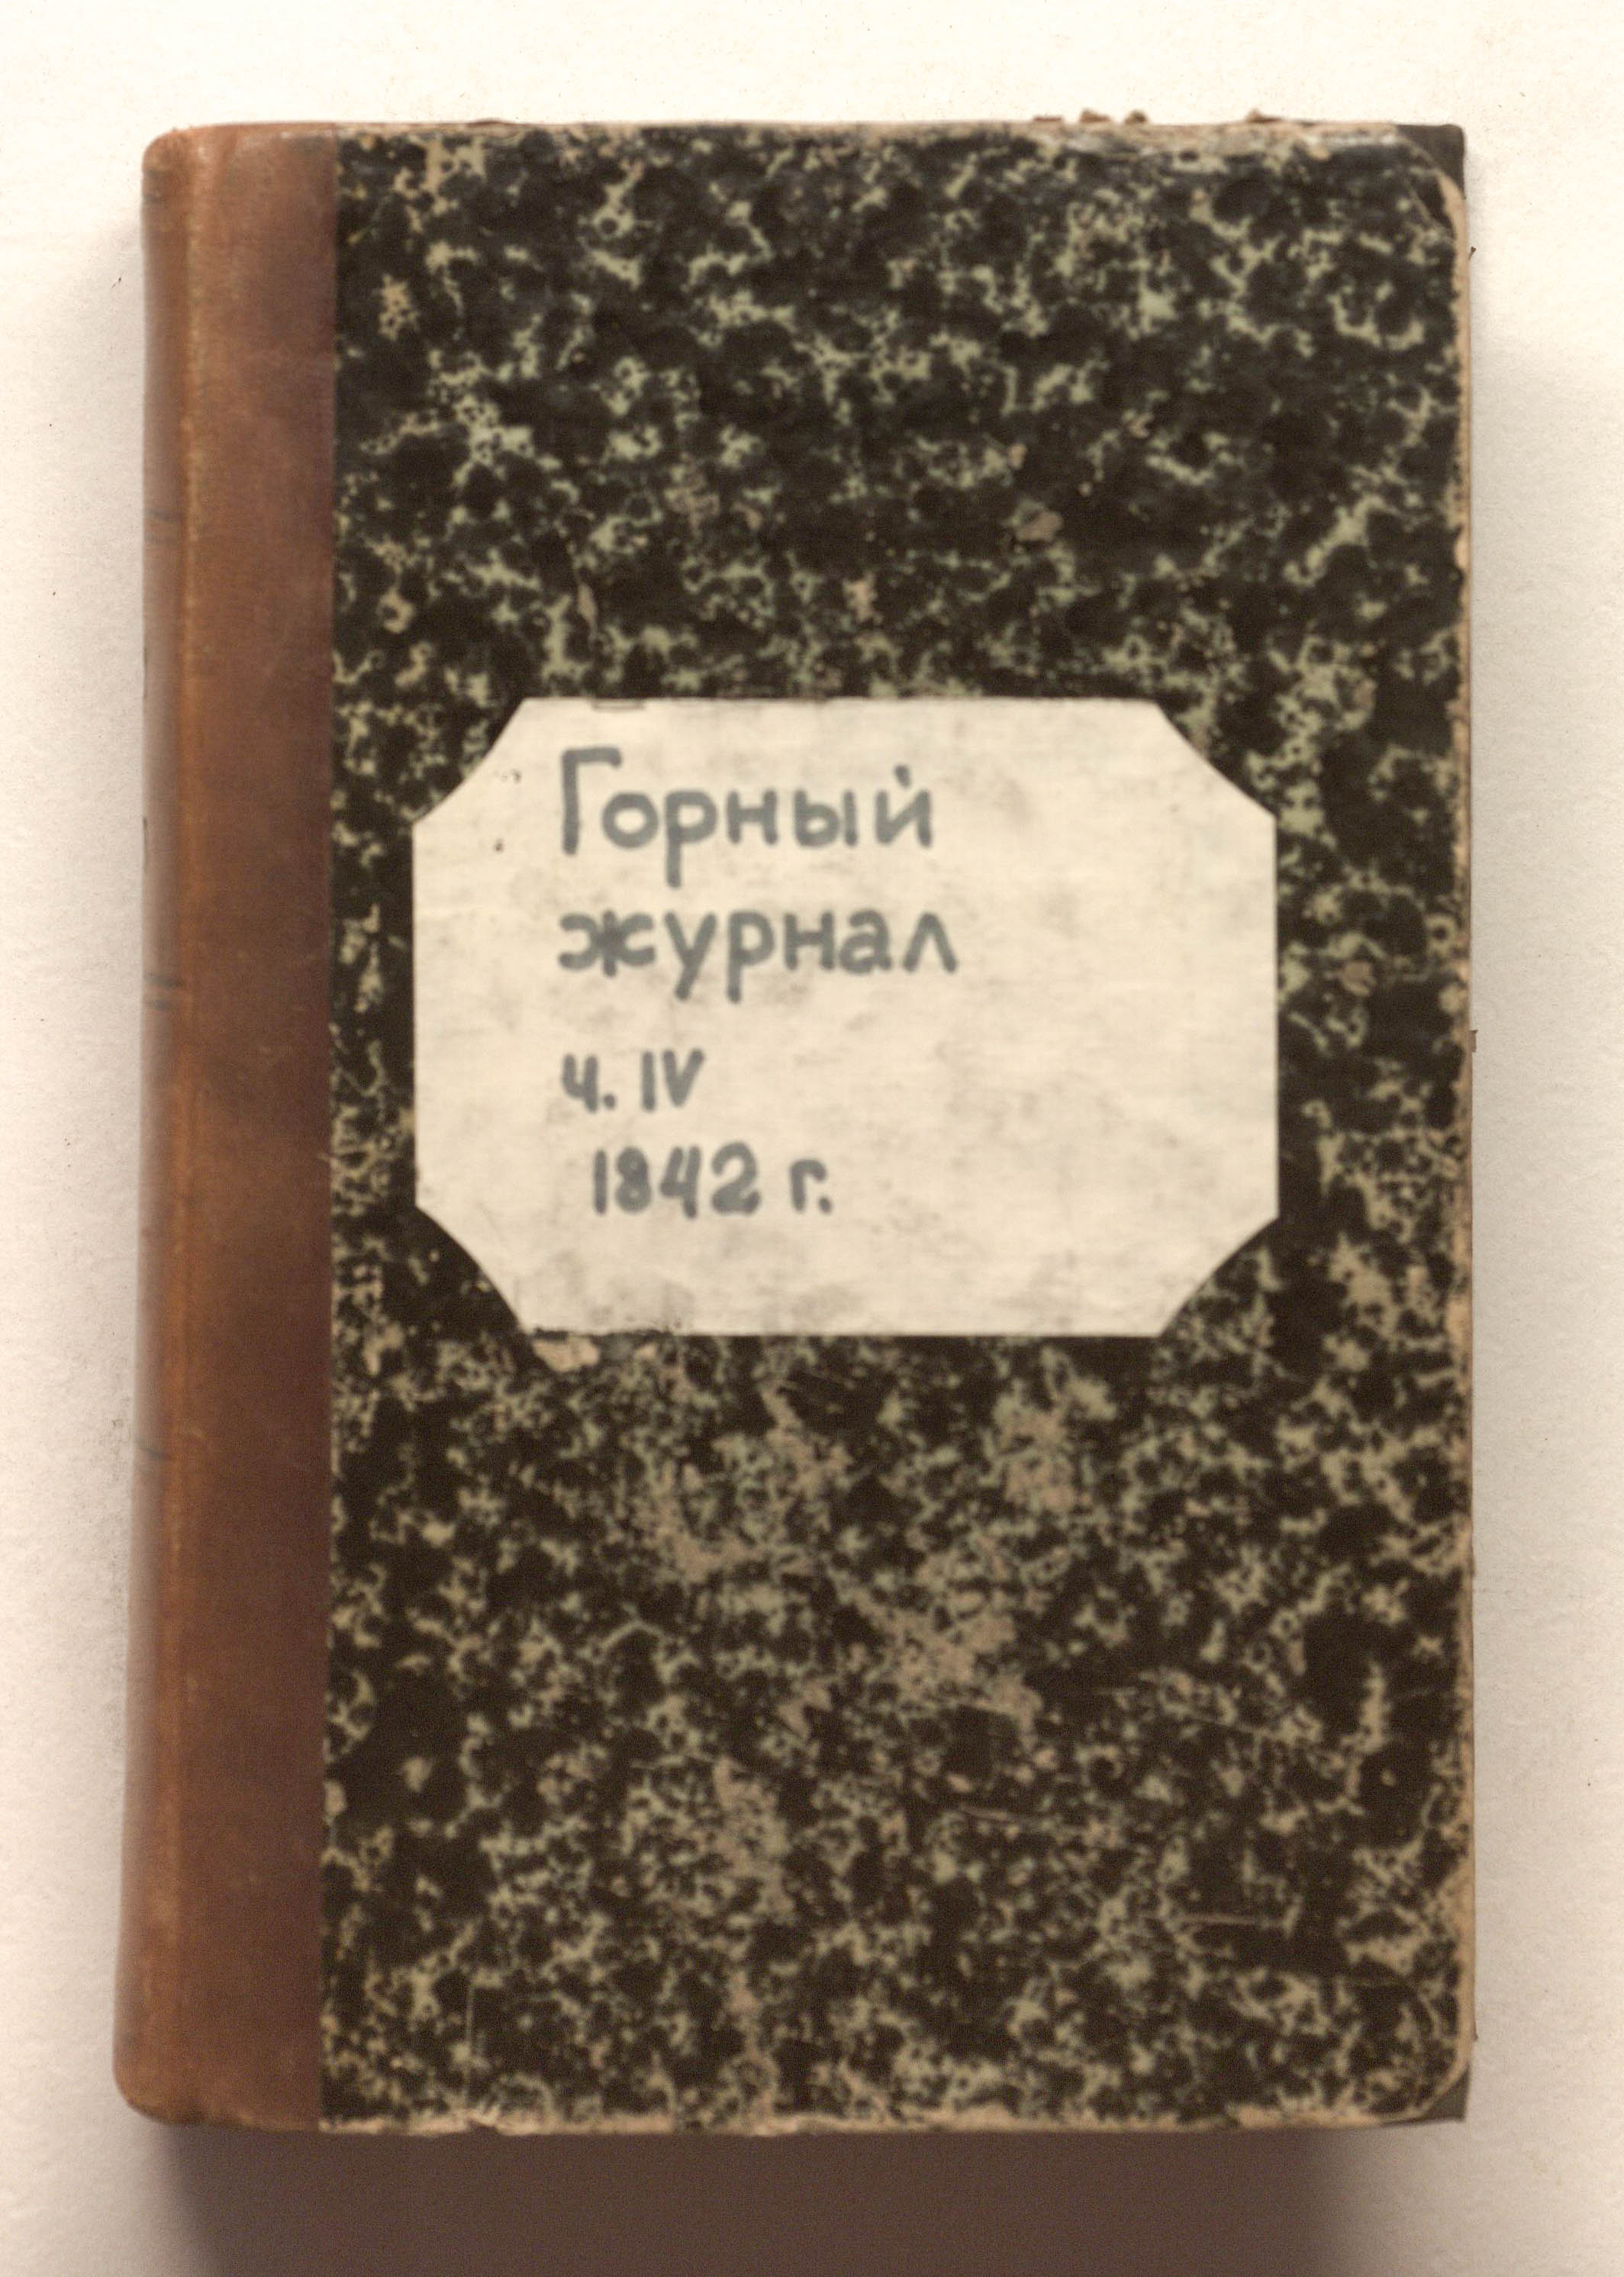 Горный
журнал
ч. IV
1842 г.